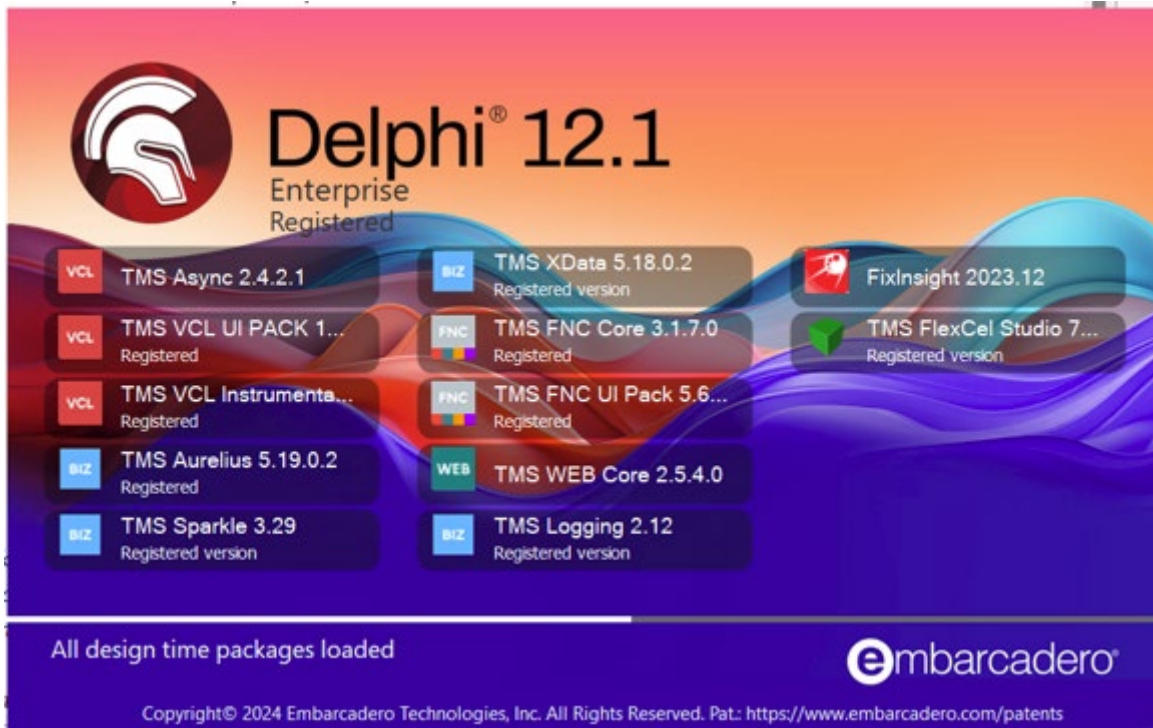 Delphi® 12.1
Enterprise
Registered
VCL
TMS Async 2.4.2.1
VCL
TMS VCL UI PACK 1...
Registered
VCL
TMS VCL Instrumenta...
Registered
BIZ
TMS Aurelius 5.19.0.2
Registered
BIZ
TMS Sparkle 3.29
Registered version
BIZ
TMS XData 5.18.0.2
Registered version
FNC
TMS FNC Core 3.1.7.0
Registered
FNC
TMS FNC UI Pack 5.6...
Registered
WEB
TMS WEB Core 2.5.4.0
BIZ
TMS Logging 2.12
Registered version
FixInsight 2023.12
TMS FlexCel Studio 7...
Registered version
All design time packages loaded
embarcadero®
Copyright© 2024 Embarcadero Technologies, Inc. All Rights Reserved. Pat.: https://www.embarcadero.com/patents